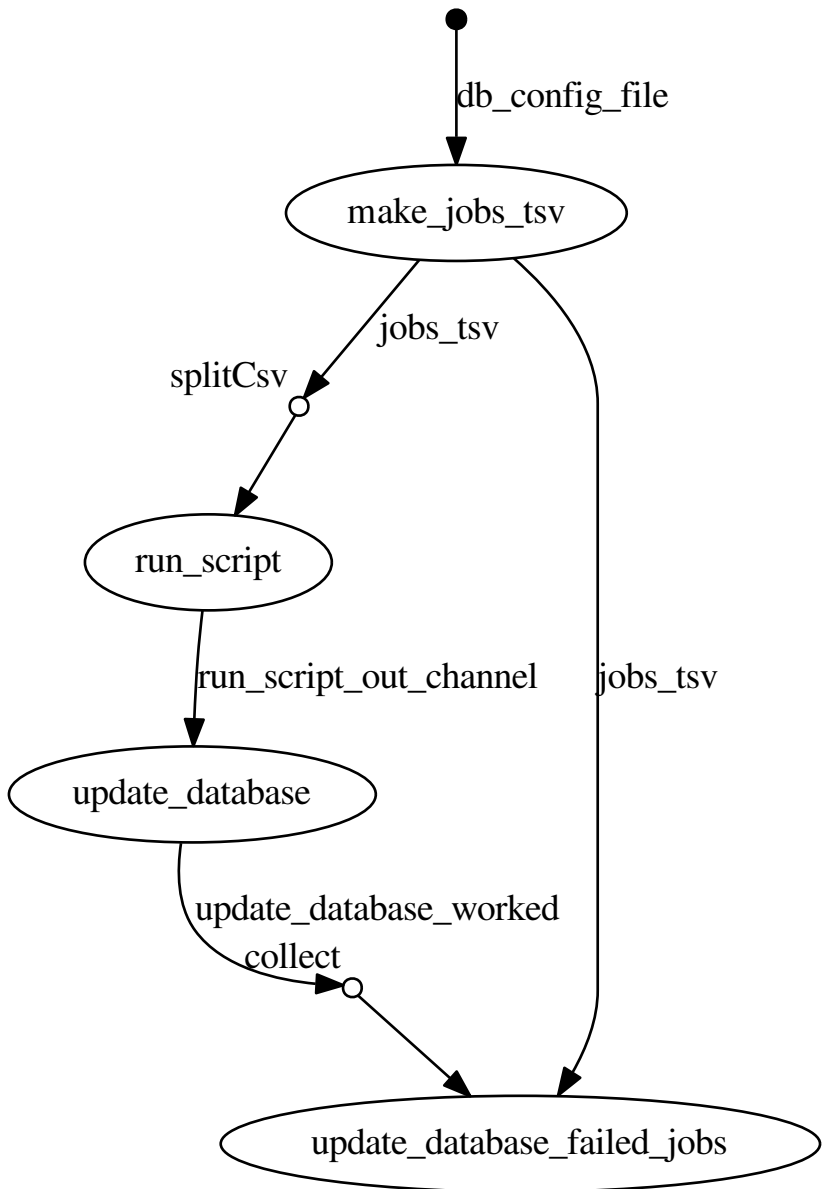 db_config_file
make_jobs_tsv
jobs_tsv
splitCsv
run_script
run_script_out_channel
jobs_tsv
update_database
update_database_worked
collect
update_database_failed_jobs